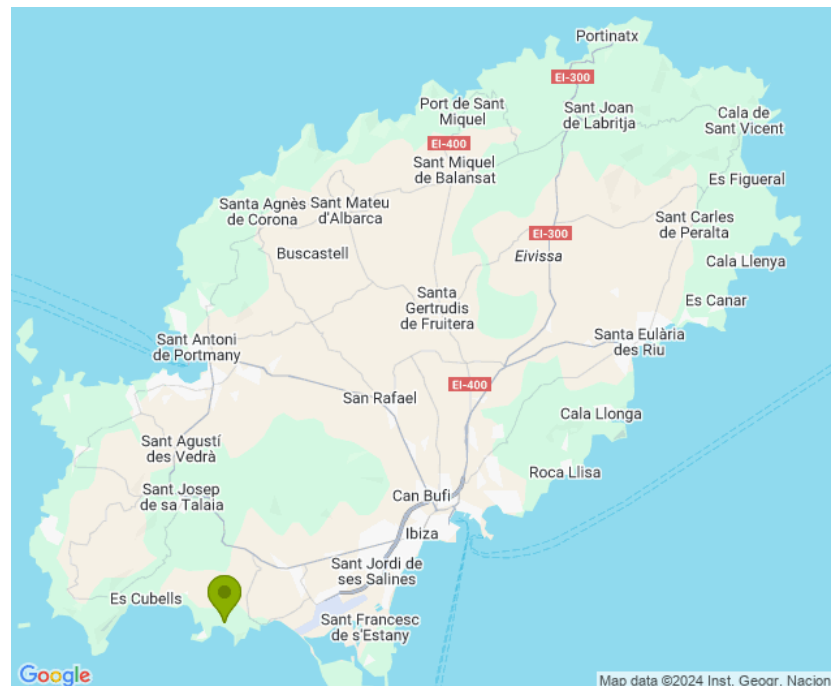 Portinatx
EI-300
Port de Sant
Miquel
Sant Joan
de Labritja
Cala de
Sant Vicent
EI-400
Sant Miquel
de Balansat
Es Figueral
Santa Agnès
de Corona
Sant Mateu
d'Albarca
Sant Carles
de Peralta
EI-300
Buscastell
Eivissa
Cala Llenya
Santa
Gertrudis
de Fruitera
Es Canar
Sant Antoni
de Portmany
Santa Eulària
des Riu
EI-400
San Rafael
Cala Llonga
Sant Agustí
des Vedrà
Roca Llisa
Sant Josep
de sa Talaia
Can Bufi
Ibiza
Sant Jordi de
ses Salines
Es Cubells
Sant Francesc
de s'Estany
Google
Map data ©2024 Inst. Geogr. Nacion